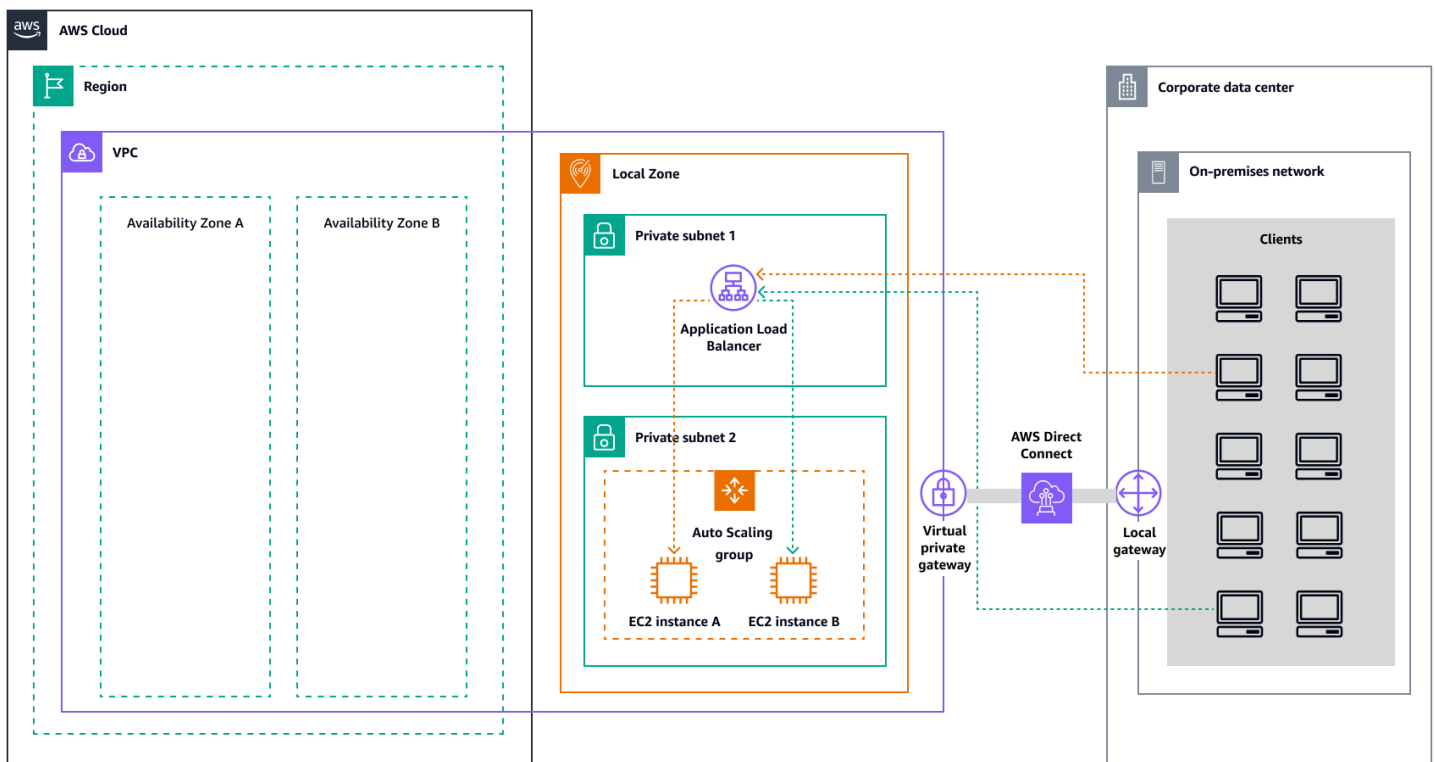 aws
AWS Cloud
Region
VPC
Availability Zone A
Availability Zone B
Local Zone
Private subnet 1
Application Load
Balancer
Private subnet 2
Auto Scaling
group
EC2 instance A
EC2 instance B
Virtual
private
gateway
AWS Direct
Connect
Local
gateway
Corporate data center
On-premises network
Clients